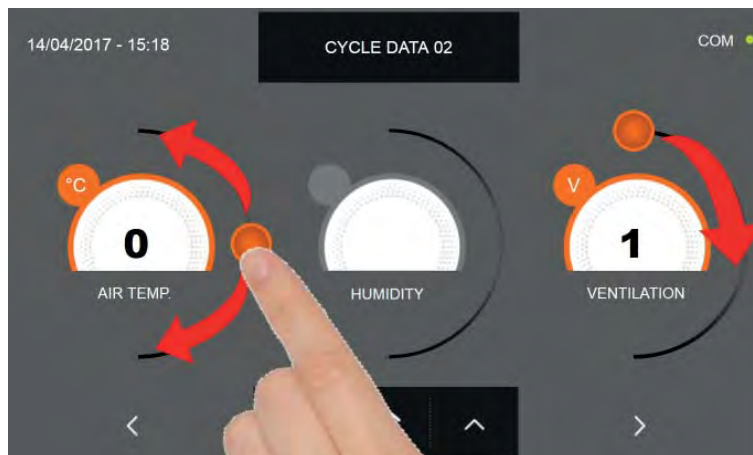 14/04/2017 - 15:18
CYCLE DATA 02
COM
°C
0
AIR TEMP.
HUMIDITY
V
1
VENTILATION